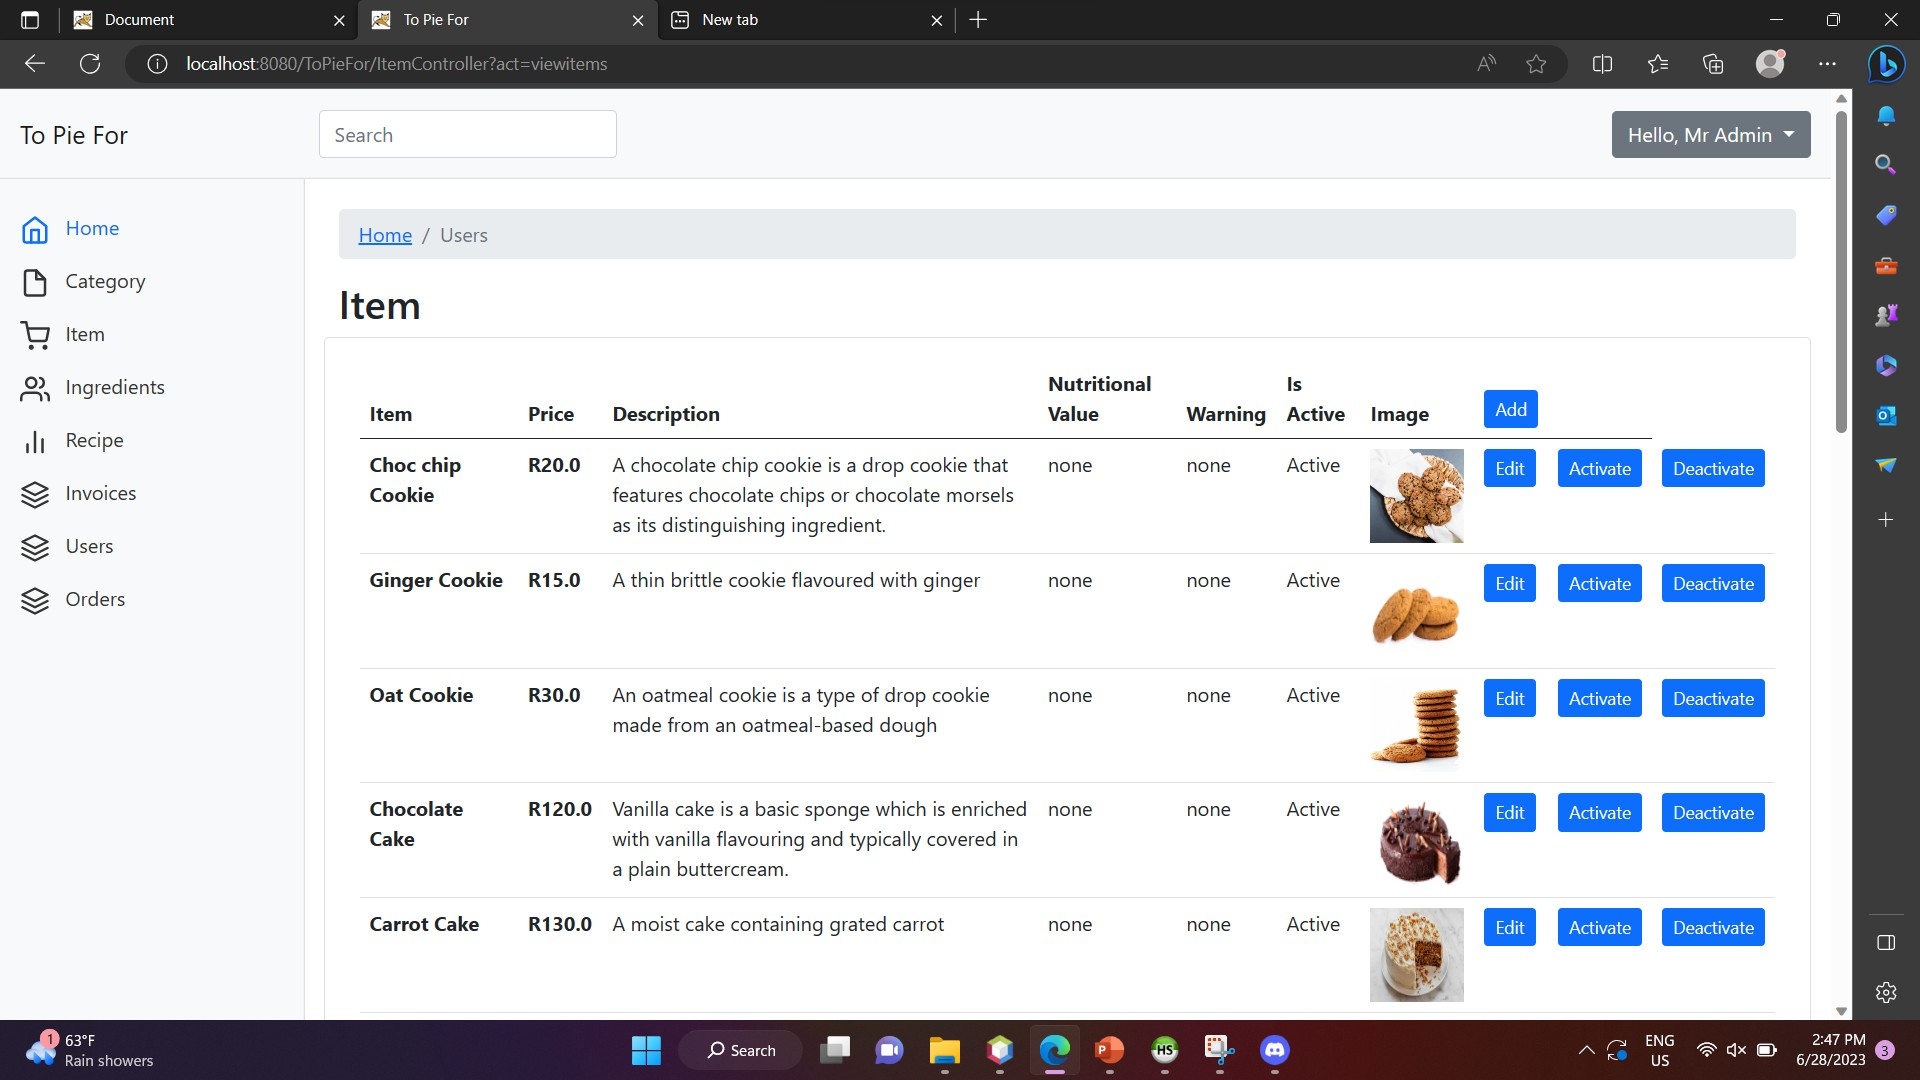 Document
To Pie For
New tab
localhost:8080/ToPieFor/ItemController?act=viewitems
To Pie For
Search
Hello, Mr Admin
Home
Category
Item
Ingredients
Recipe
Invoices
Users
Orders
Home / Users
Item
Item Price Description Nutritional Value Warning Is Active Image Add
Choc chip Cookie R20.0 A chocolate chip cookie is a drop cookie that features chocolate chips or chocolate morsels as its distinguishing ingredient. none none Active Edit Activate Deactivate
Ginger Cookie R15.0 A thin brittle cookie flavoured with ginger none none Active Edit Activate Deactivate
Oat Cookie R30.0 An oatmeal cookie is a type of drop cookie made from an oatmeal-based dough none none Active Edit Activate Deactivate
Chocolate Cake R120.0 Vanilla cake is a basic sponge which is enriched with vanilla flavouring and typically covered in a plain buttercream. none none Active Edit Activate Deactivate
Carrot Cake R130.0 A moist cake containing grated carrot none none Active Edit Activate Deactivate
1
63°F
Rain showers
Search
HS
ENG
US
2:47 PM
6/28/2023
3